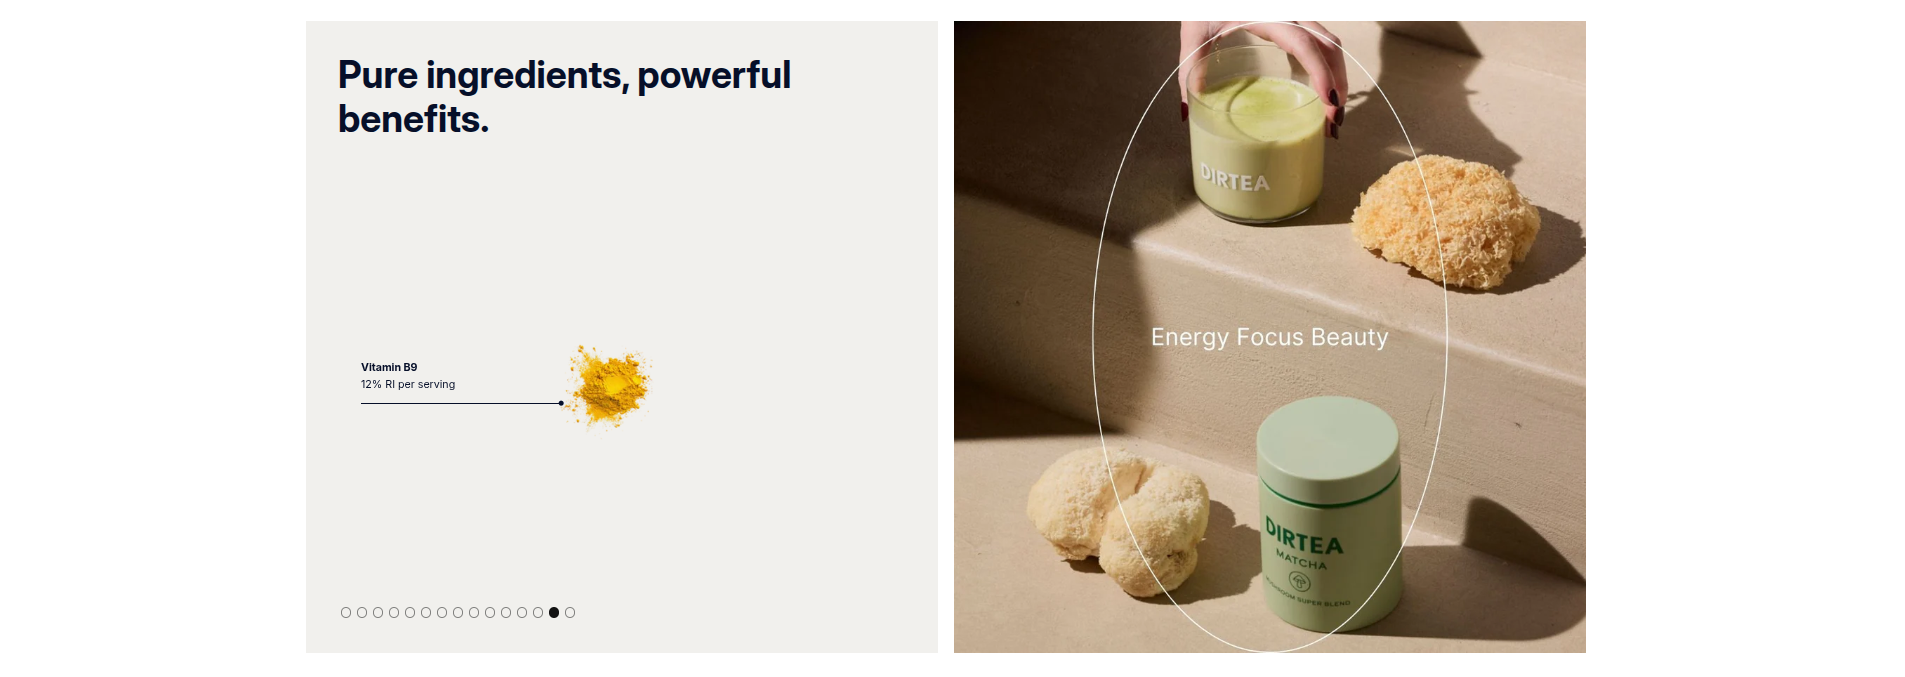 Pure ingredients, powerful
benefits.
Vitamin B9
12% RI per serving
DIRTEA
Energy Focus Beauty
DIRTEA
MATCHA
MUSHROOM SUPER BLEND